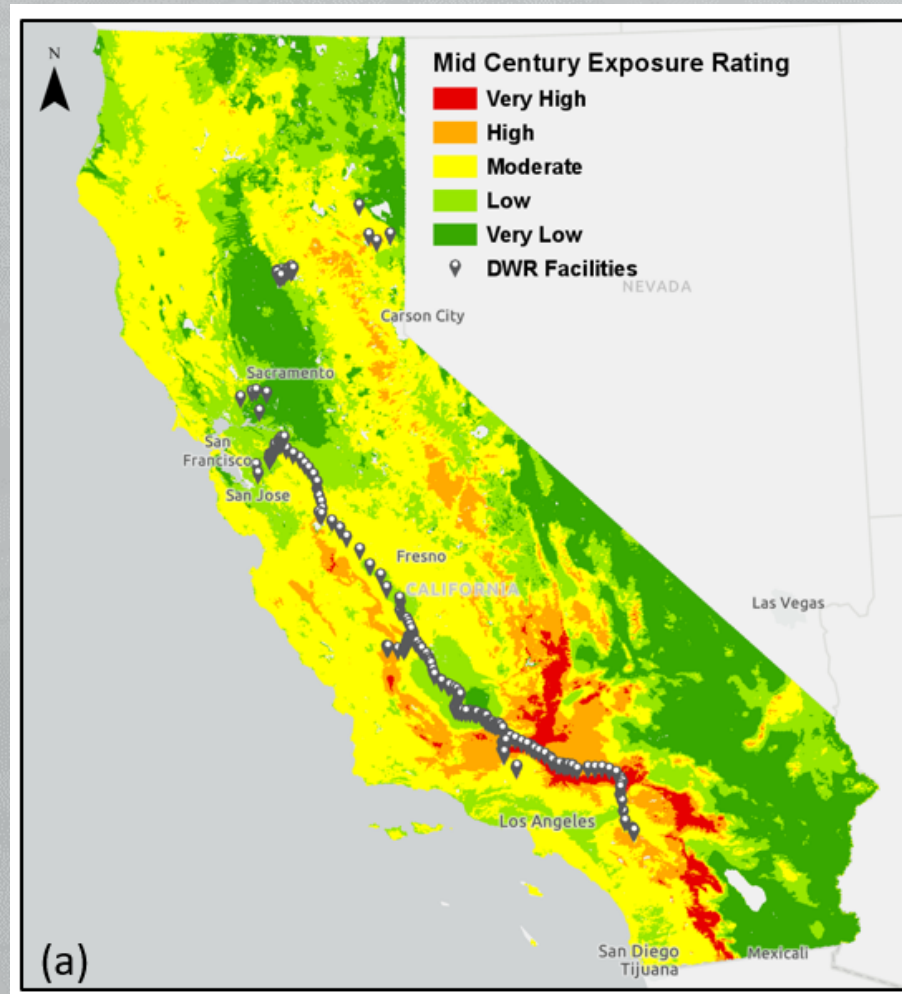 N
Mid Century Exposure Rating
Very High
High
Moderate
Low
Very Low
DWR Facilities
NEVADA
Carson City
Sacramento
San
Francisco
San Jose
Fresno
CALIFORNIA
Las Vegas
Los Angeles
San Diego
Tijuana
Mexicali
(a)